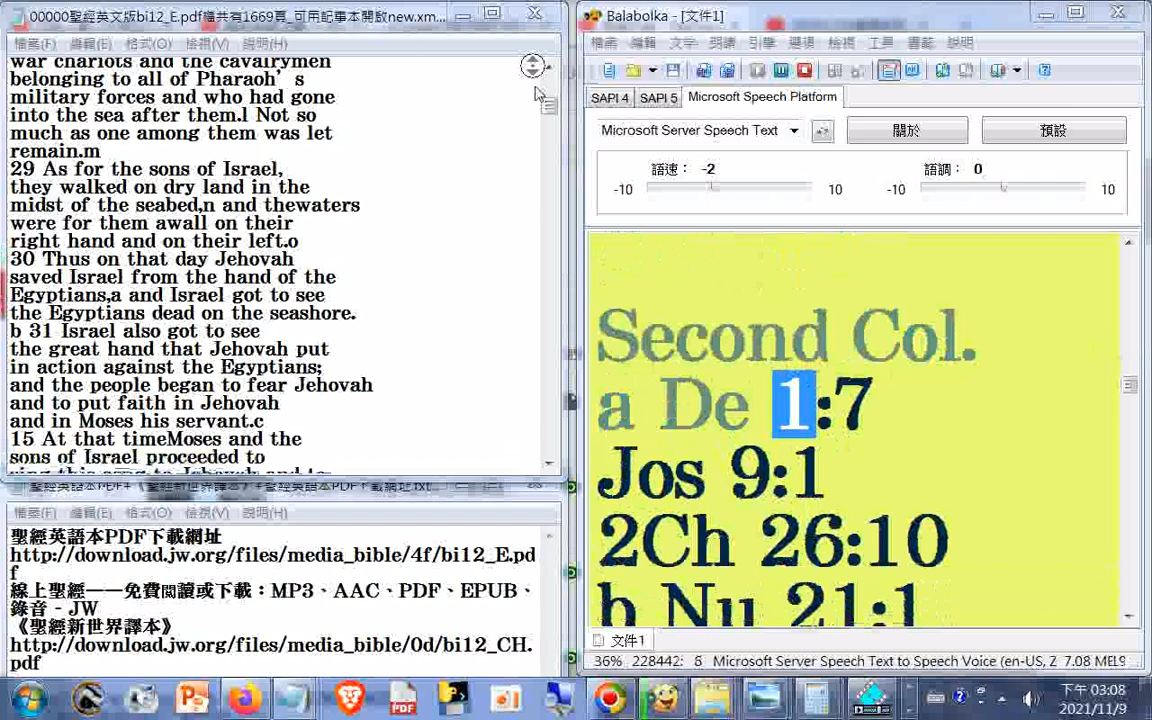 00000聖經英文版bi12_E.pdf檔共有1669頁_可用記事本開啟new.xm...
檔案(F) 編輯(E) 格式(O) 檢視(V) 說明(H)
war chariots and the cavalrymen
belonging to all of Pharaoh’s
military forces and who had gone
into the sea after them.l Not so
much as one among them was let
remain.m
29 As for the sons of Israel,
they walked on dry land in the
midst of the seabed,n and thewaters
were for them awall on their
right hand and on their left.o
30 Thus on that day Jehovah
saved Israel from the hand of the
Egyptians,a and Israel got to see
the Egyptians dead on the seashore.
b 31 Israel also got to see
the great hand that Jehovah put
in action against the Egyptians;
and the people began to fear Jehovah
and to put faith in Jehovah
and in Moses his servant.c
15 At that timeMoses and the
sons of Israel proceeded to
檔案(F) 編輯(E) 格式(O) 檢視(V) 說明(H)
聖經英語本PDF下載網址
http://download.jw.org/files/media_bible/4f/bi12_E.pd
f
線上聖經——免費閱讀或下載：MP3、AAC、PDF、EPUB、
錄音 - JW
《聖經新世界譯本》
http://download.jw.org/files/media_bible/0d/bi12_CH.
pdf
Balabolka - [文件1]
檔案 編輯 文字 朗讀 引擎 選項 檢視 工具 書籤 說明
SAPI 4 SAPI 5 Microsoft Speech Platform
Microsoft Server Speech Text 關於 預設
語速： -2 語調： 0
-10 10 -10 10
Second Col.
a De 1:7
Jos 9:1
2Ch 26:10
b Nu 21:1
文件1
36% 228442: 5 Microsoft Server Speech Text to Speech Voice (en-US, Z 7.08 MEL9
PDF
下午 03:08
2021/11/9